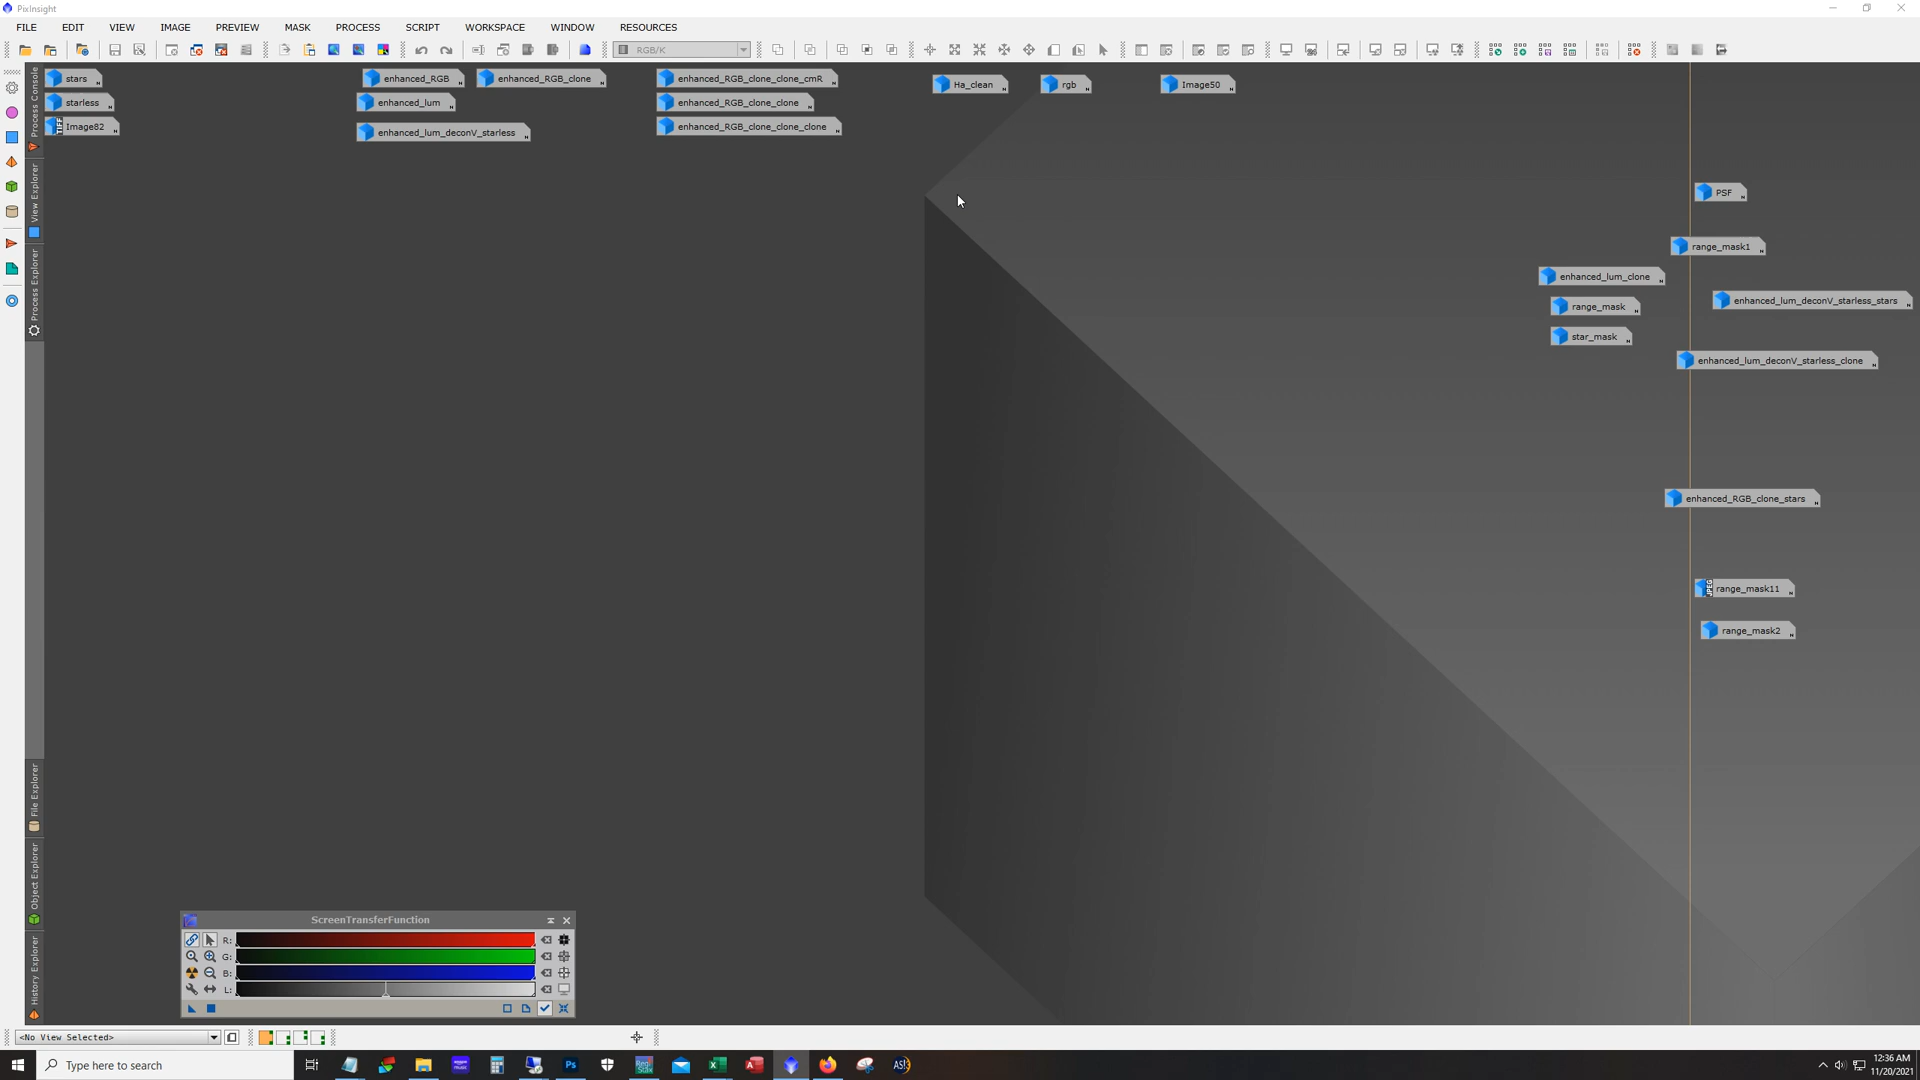 PixInsight
FILE EDIT VIEW IMAGE PREVIEW MASK PROCESS SCRIPT WORKSPACE WINDOW RESOURCES
RGB/K
Process Console
View Explorer
Process Explorer
File Explorer
Object Explorer
History Explorer
stars
starless
TIFF Image82
enhanced_RGB
enhanced_RGB_clone
enhanced_lum
enhanced_lum_deconV_starless
enhanced_RGB_clone_clone_cmR
enhanced_RGB_clone_clone
enhanced_RGB_clone_clone_clone
Ha_clean
rgb
Image50
PSF
range_mask1
enhanced_lum_clone
range_mask
enhanced_lum_deconV_starless_stars
star_mask
enhanced_lum_deconV_starless_clone
enhanced_RGB_clone_stars
JPEG range_mask11
range_mask2
ScreenTransferFunction
R:
G:
B:
L:
<No View Selected>
Type here to search
Ps
12:36 AM
11/20/2021